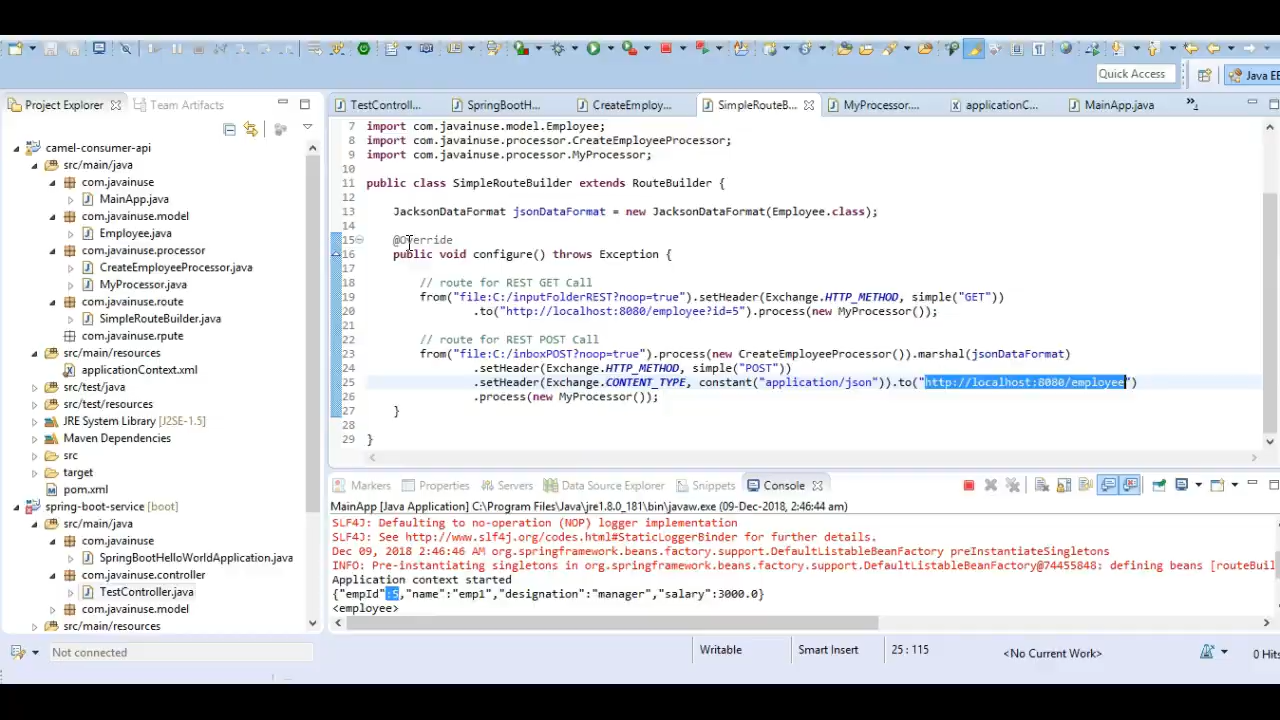 Quick Access
Java EE
Project Explorer
Team Artifacts
camel-consumer-api
src/main/java
com.javainuse
MainApp.java
com.javainuse.model
Employee.java
com.javainuse.processor
CreateEmployeeProcessor.java
MyProcessor.java
com.javainuse.route
SimpleRouteBuilder.java
com.javainuse.rpute
src/main/resources
applicationContext.xml
src/test/java
src/test/resources
JRE System Library [J2SE-1.5]
Maven Dependencies
src
target
pom.xml
spring-boot-service [boot]
src/main/java
com.javainuse
SpringBootHelloWorldApplication.java
com.javainuse.controller
TestController.java
com.javainuse.model
src/main/resources
TestControll... SpringBootH... CreateEmploy... SimpleRouteB... MyProcessor.... applicationC... MainApp.java
7 import com.javainuse.model.Employee;
8 import com.javainuse.processor.CreateEmployeeProcessor;
9 import com.javainuse.processor.MyProcessor;
10
11 public class SimpleRouteBuilder extends RouteBuilder {
12
13 JacksonDataFormat jsonDataFormat = new JacksonDataFormat(Employee.class);
14
15 @Override
16 public void configure() throws Exception {
17
18 // route for REST GET Call
19 from("file:C:/inputFolderREST?noop=true").setHeader(Exchange.HTTP_METHOD, simple("GET"))
20 .to("http://localhost:8080/employee?id=5").process(new MyProcessor());
21
22 // route for REST POST Call
23 from("file:C:/inboxPOST?noop=true").process(new CreateEmployeeProcessor()).marshal(jsonDataFormat)
24 .setHeader(Exchange.HTTP_METHOD, simple("POST"))
25 .setHeader(Exchange.CONTENT_TYPE, constant("application/json")).to("http://localhost:8080/employee")
26 .process(new MyProcessor());
27 }
28
29 }
Markers Properties Servers Data Source Explorer Snippets Console
MainApp [Java Application] C:\Program Files\Java\jre1.8.0_181\bin\javaw.exe (09-Dec-2018, 2:46:44 am)
SLF4J: Defaulting to no-operation (NOP) logger implementation
SLF4J: See http://www.slf4j.org/codes.html#StaticLoggerBinder for further details.
Dec 09, 2018 2:46:46 AM org.springframework.beans.factory.support.DefaultListableBeanFactory preInstantiateSingletons
INFO: Pre-instantiating singletons in org.springframework.beans.factory.support.DefaultListableBeanFactory@74455848: defining beans [routeBuil
Application context started
{"empId":5,"name":"emp1","designation":"manager","salary":3000.0}
<employee>
Not connected
Writable
Smart Insert
25 : 115
<No Current Work>
0 Hits